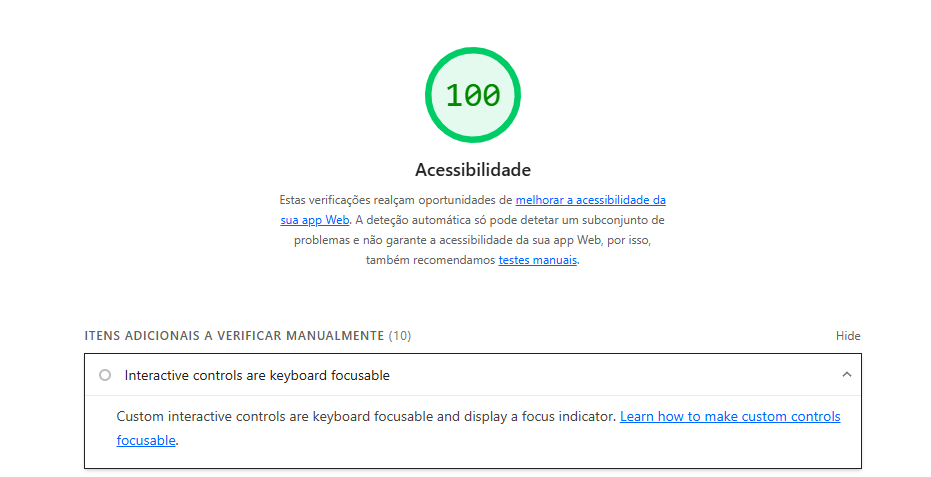 100
Acessibilidade
Estas verificações realçam oportunidades de melhorar a acessibilidade da
sua app Web. A deteção automática só pode detetar um subconjunto de
problemas e não garante a acessibilidade da sua app Web, por isso,
também recomendamos testes manuais.
ITENS ADICIONAIS A VERIFICAR MANUALMENTE (10) Hide
Interactive controls are keyboard focusable
Custom interactive controls are keyboard focusable and display a focus indicator. Learn how to make custom controls
focusable.